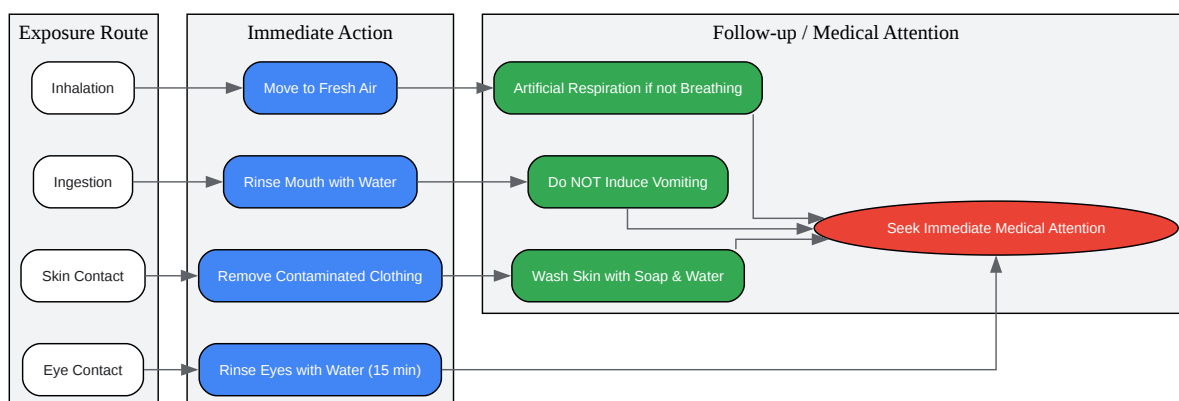 Exposure Route
Immediate Action
Follow-up / Medical Attention
Inhalation
Move to Fresh Air
Artificial Respiration if not Breathing
Ingestion
Rinse Mouth with Water
Do NOT Induce Vomiting
Seek Immediate Medical Attention
Skin Contact
Remove Contaminated Clothing
Wash Skin with Soap & Water
Eye Contact
Rinse Eyes with Water (15 min)